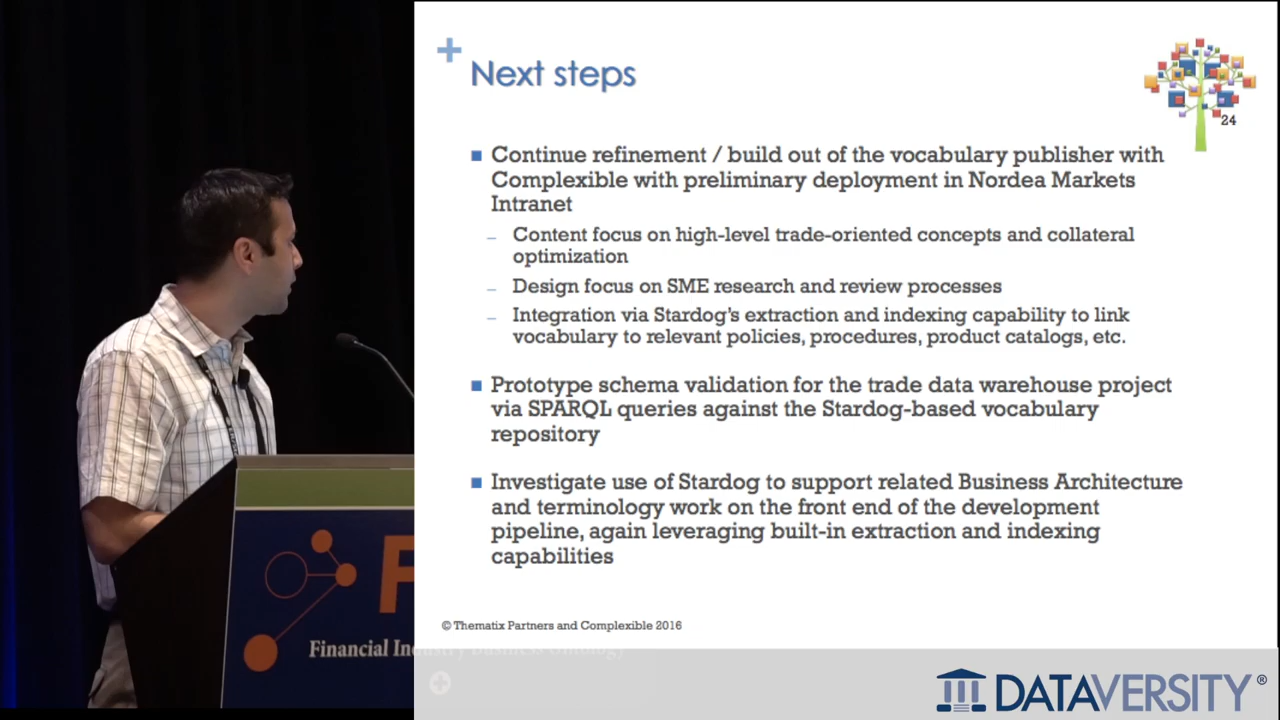 +
Next steps
24
■ Continue refinement / build out of the vocabulary publisher with
Complexible with preliminary deployment in Nordea Markets
Intranet
– Content focus on high-level trade-oriented concepts and collateral
optimization
– Design focus on SME research and review processes
– Integration via Stardog's extraction and indexing capability to link
vocabulary to relevant policies, procedures, product catalogs, etc.
■ Prototype schema validation for the trade data warehouse project
via SPARQL queries against the Stardog-based vocabulary
repository
■ Investigate use of Stardog to support related Business Architecture
and terminology work on the front end of the development
pipeline, again leveraging built-in extraction and indexing
capabilities
© Thematix Partners and Complexible 2016
F
Financial Industry Business Ontology
DATAVERSITY®